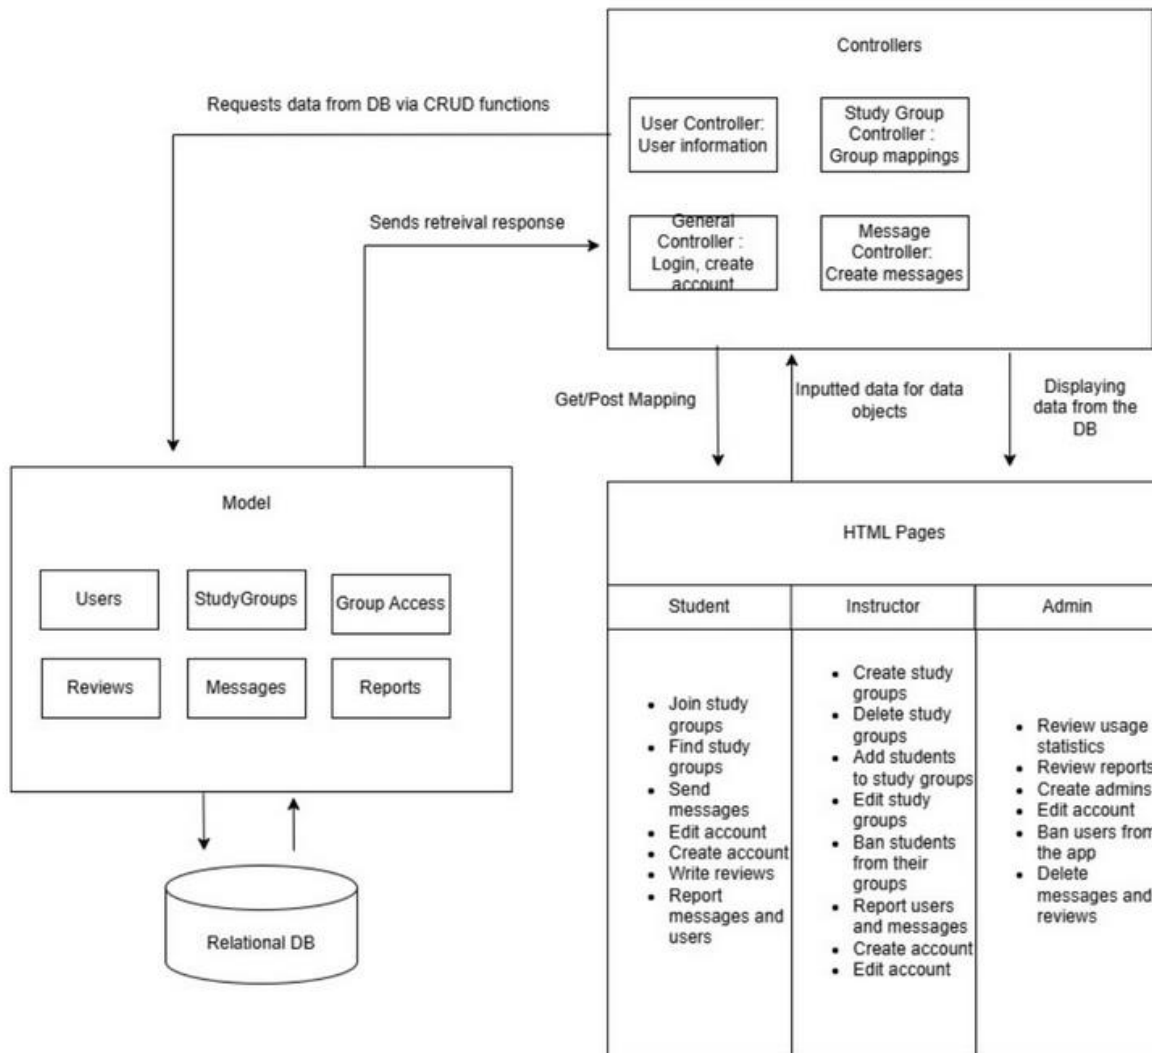 Controllers
Requests data from DB via CRUD functions
User Controller:
User information
Study Group
Controller :
Group mappings
Sends retreival response
General
Controller :
Login, create
account
Message
Controller:
Create messages
Get/Post Mapping
Inputted data for data
objects
Displaying
data from the
DB
Model
Users
StudyGroups
Group Access
Reviews
Messages
Reports
Relational DB
HTML Pages
Student
Instructor
Admin
• Join study
groups
• Find study
groups
• Send
messages
• Edit account
• Create account
• Write reviews
• Report
messages and
users
• Create study
groups
• Delete study
groups
• Add students
to study groups
• Edit study
groups
• Ban students
from their
groups
• Report users
and messages
• Create account
• Edit account
• Review usage
statistics
• Review reports
• Create admins
• Edit account
• Ban users from
the app
• Delete
messages and
reviews